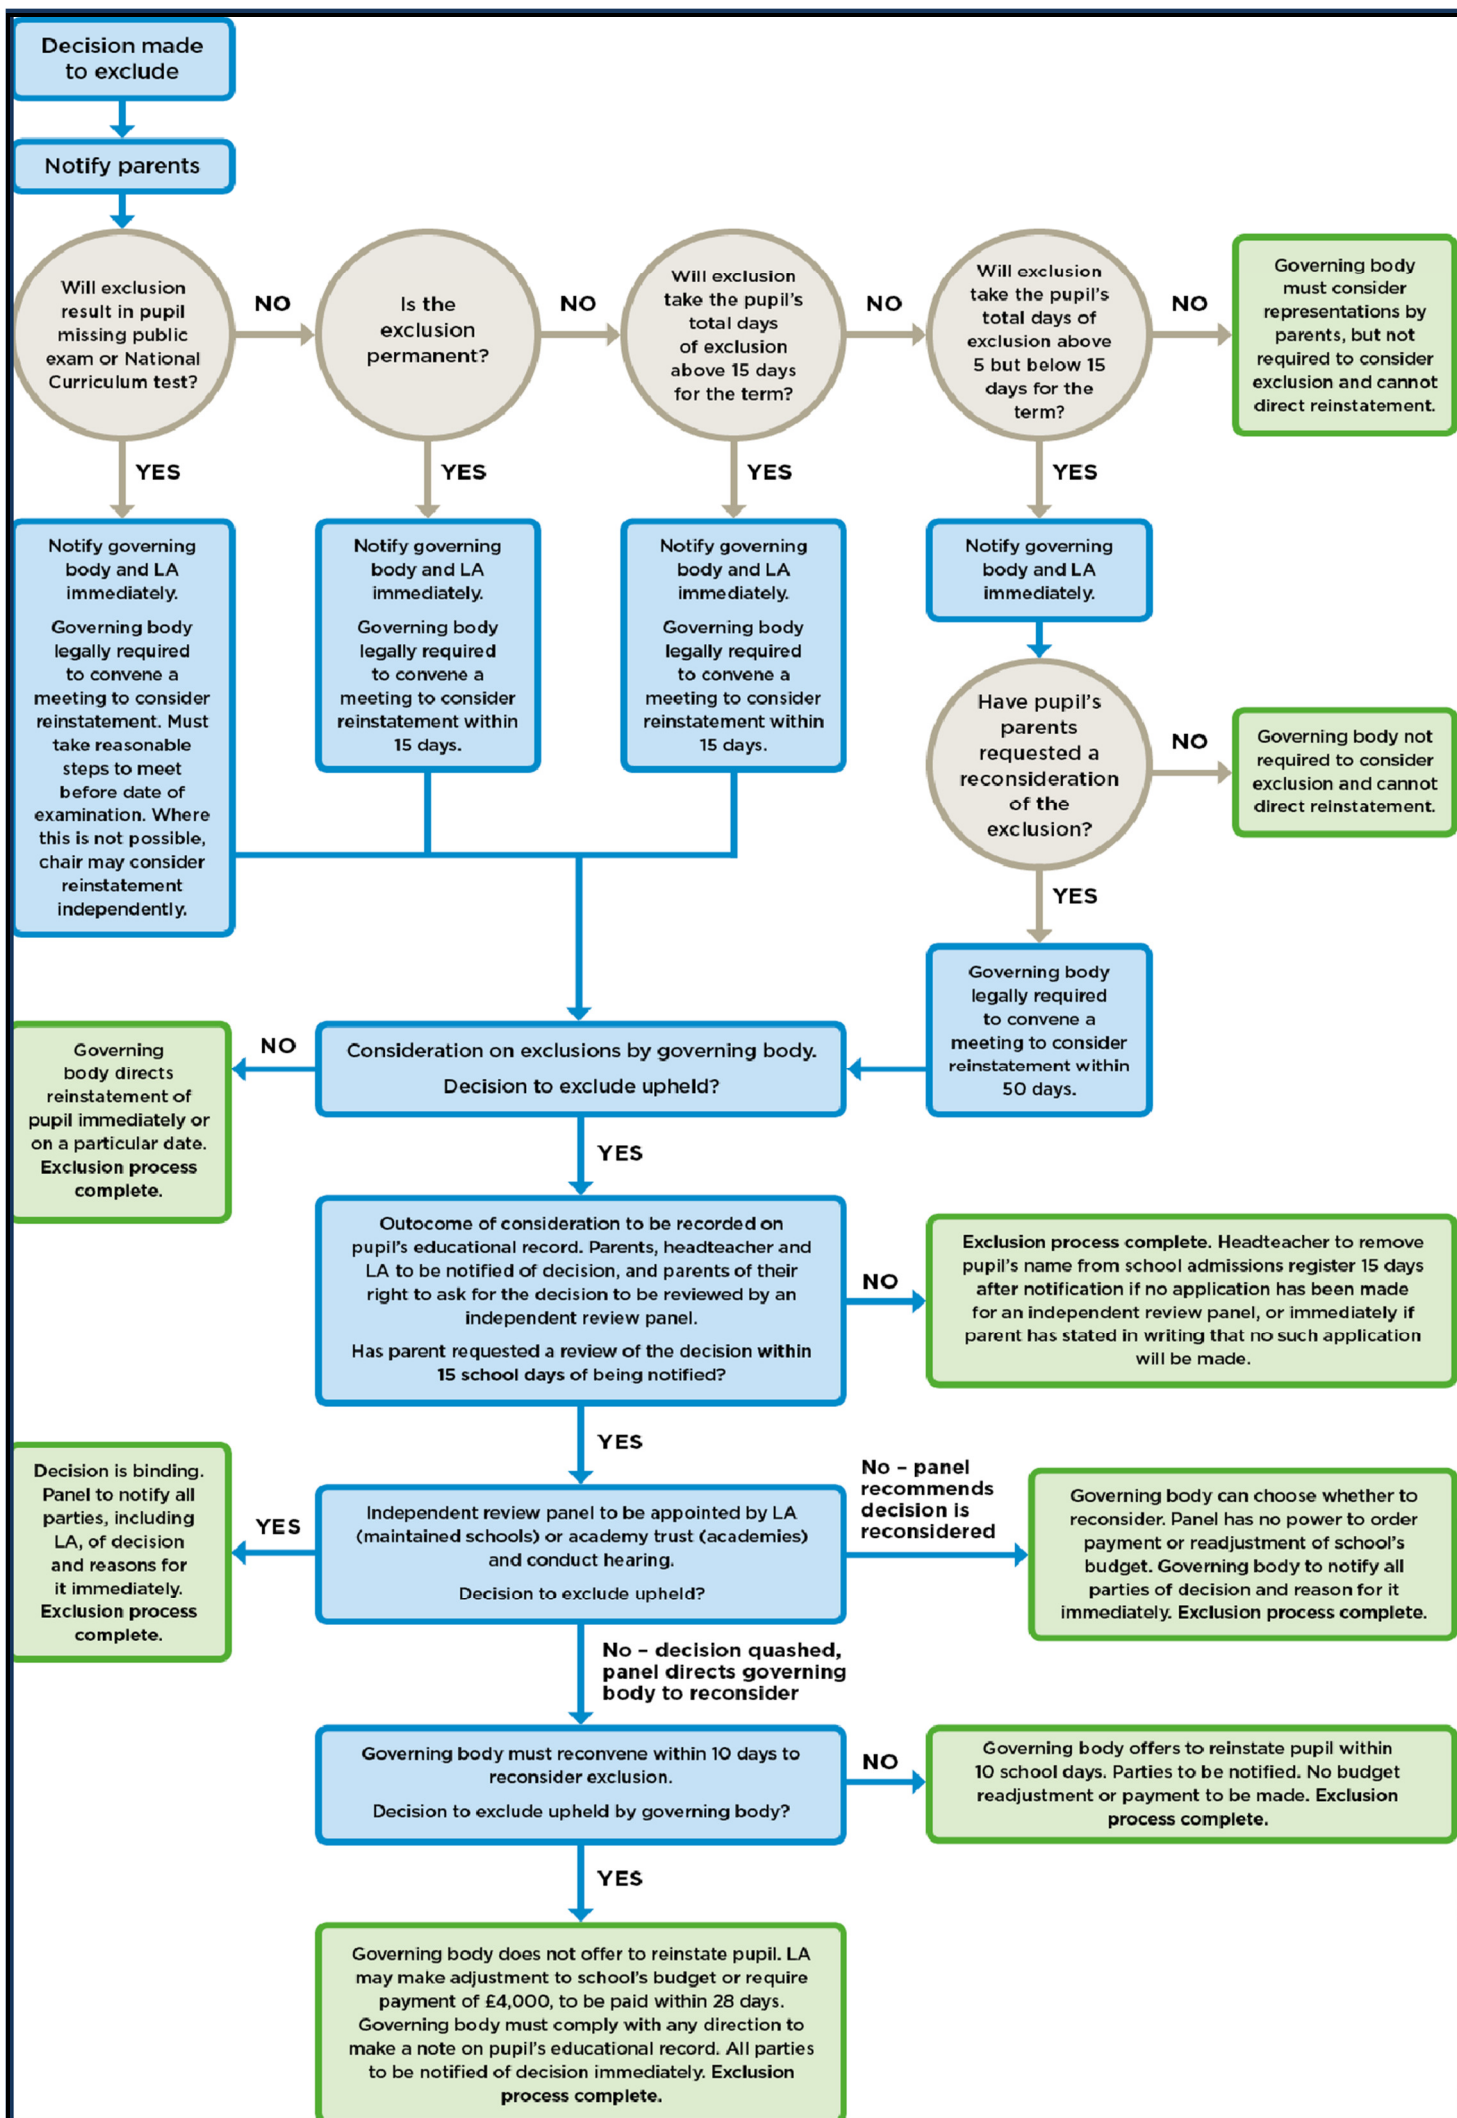 Decision made
to exclude
Notify parents
Will exclusion
result in pupil
missing public
exam or National
Curriculum test?
NO
Is the
exclusion
permanent?
NO
Will exclusion
take the pupil's
total days
of exclusion
above 15 days
for the term?
NO
Will exclusion
take the pupil's
total days of
exclusion above
5 but below 15
days for the
term?
NO
Governing body
must consider
representations by
parents, but not
required to consider
exclusion and cannot
direct reinstatement.
YES
YES
YES
YES
Notify governing
body and LA
immediately.
Governing body
legally required
to convene a
meeting to consider
reinstatement. Must
take reasonable
steps to meet
before date of
examination. Where
this is not possible,
chair may consider
reinstatement
independently.
Notify governing
body and LA
immediately.
Governing body
legally required
to convene a
meeting to consider
reinstatement within
15 days.
Notify governing
body and LA
immediately.
Governing body
legally required
to convene a
meeting to consider
reinstatement within
15 days.
Notify governing
body and LA
immediately.
Have pupil's
parents
requested a
reconsideration
of the
exclusion?
NO
Governing body not
required to consider
exclusion and cannot
direct reinstatement.
YES
Governing body
legally required
to convene a
meeting to consider
reinstatement within
50 days.
Consideration on exclusions by governing body.
Decision to exclude upheld?
NO
Governing
body directs
reinstatement of
pupil immediately or
on a particular date.
Exclusion process
complete.
YES
Outocome of consideration to be recorded on
pupil's educational record. Parents, headteacher and
LA to be notified of decision, and parents of their
right to ask for the decision to be reviewed by an
independent review panel.
Has parent requested a review of the decision within
15 school days of being notified?
NO
Exclusion process complete. Headteacher to remove
pupil's name from school admissions register 15 days
after notification if no application has been made
for an independent review panel, or immediately if
parent has stated in writing that no such application
will be made.
YES
Independent review panel to be appointed by LA
(maintained schools) or academy trust (academies)
and conduct hearing.
Decision to exclude upheld?
YES
Decision is binding.
Panel to notify all
parties, including
LA, of decision
and reasons for
it immediately.
Exclusion process
complete.
No – panel
recommends
decision is
reconsidered
Governing body can choose whether to
reconsider. Panel has no power to order
payment or readjustment of school's
budget. Governing body to notify all
parties of decision and reason for it
immediately. Exclusion process complete.
No – decision quashed,
panel directs governing
body to reconsider
Governing body must reconvene within 10 days to
reconsider exclusion.
Decision to exclude upheld by governing body?
NO
Governing body offers to reinstate pupil within
10 school days. Parties to be notified. No budget
readjustment or payment to be made. Exclusion
process complete.
YES
Governing body does not offer to reinstate pupil. LA
may make adjustment to school's budget or require
payment of £4,000, to be paid within 28 days.
Governing body must comply with any direction to
make a note on pupil's educational record. All parties
to be notified of decision immediately. Exclusion
process complete.